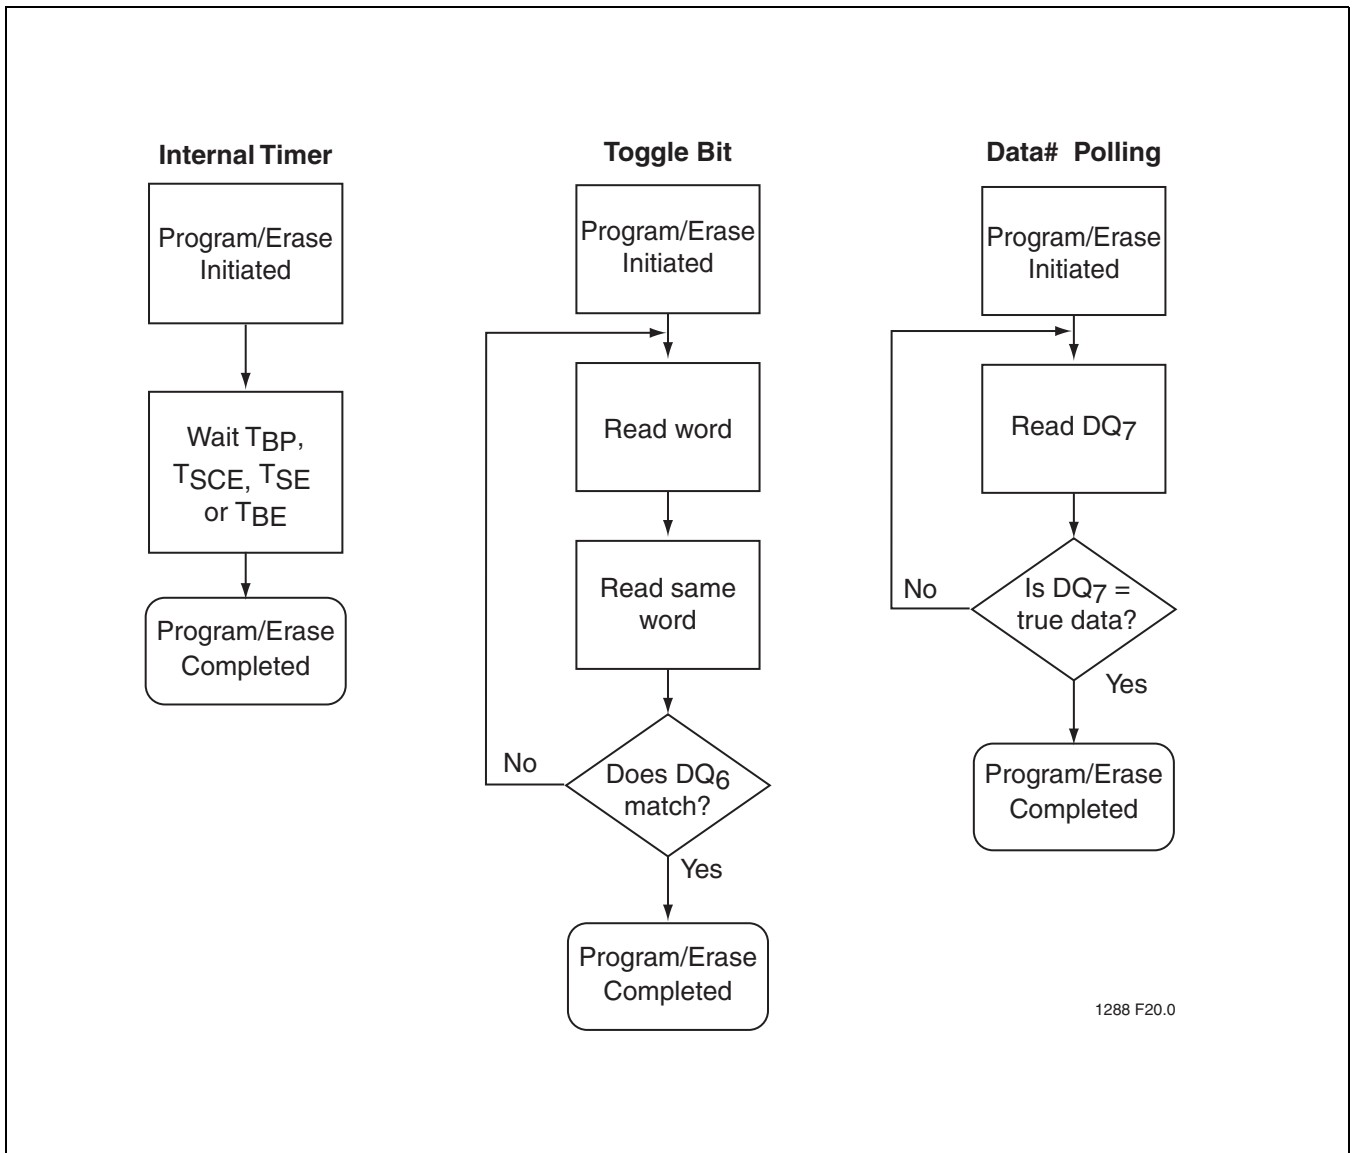 Internal Timer
Program/Erase
Initiated
Wait TBP,
TSCE, TSE
or TBE
Program/Erase
Completed
Toggle Bit
Program/Erase
Initiated
Read word
Read same
word
Does DQ6
match?
No
Yes
Program/Erase
Completed
Data# Polling
Program/Erase
Initiated
Read DQ7
Is DQ7 =
true data?
No
Yes
Program/Erase
Completed
1288 F20.0